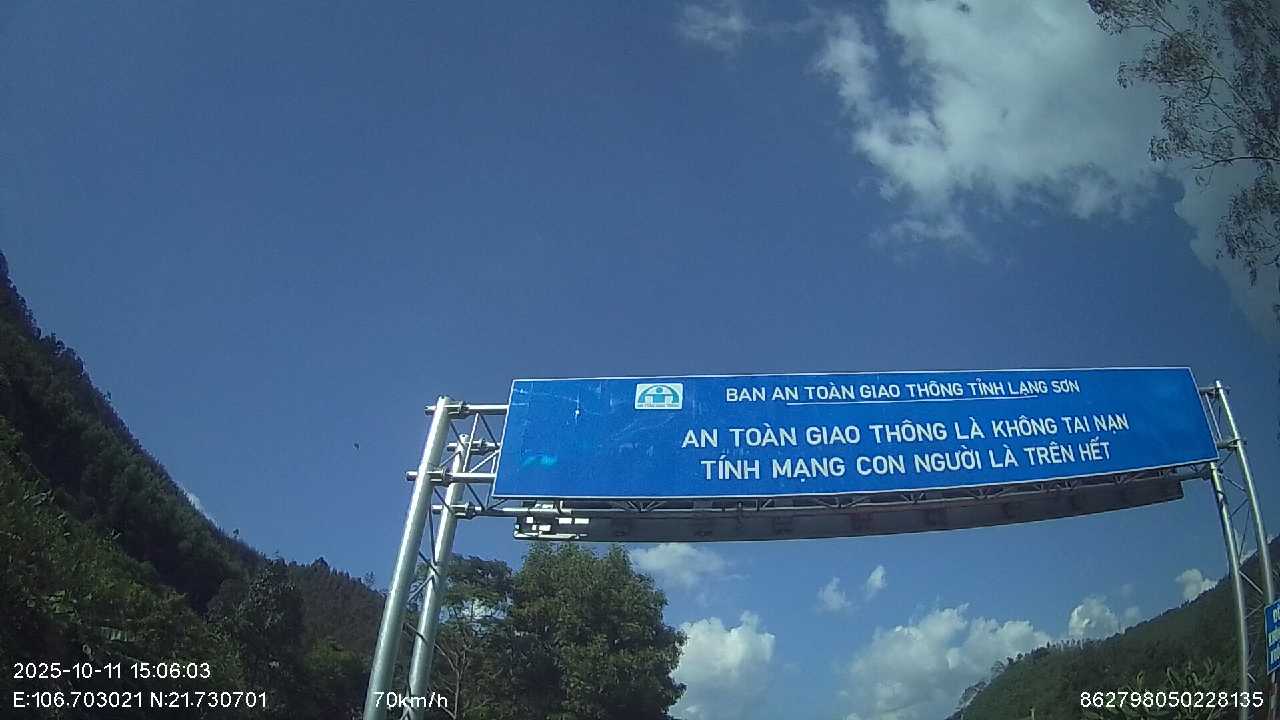 BAN AN TOÀN GIAO THÔNG TỈNH LẠNG SƠN
AN TOÀN GIAO THÔNG LÀ KHÔNG TAI NẠN
TÍNH MẠNG CON NGƯỜI LÀ TRÊN HẾT
2025-10-11 15:06:03
E:106.703021 N:21.730701
70km/h
862798050228135